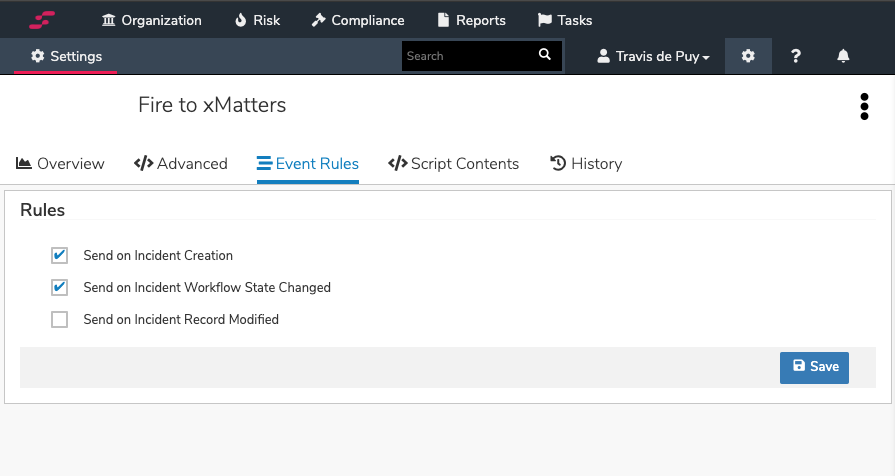 Organization Risk Compliance Reports Tasks
Settings Search Travis de Puy ?
Fire to xMatters
Overview </> Advanced Event Rules </> Script Contents History
Rules
Send on Incident Creation
Send on Incident Workflow State Changed
Send on Incident Record Modified
Save